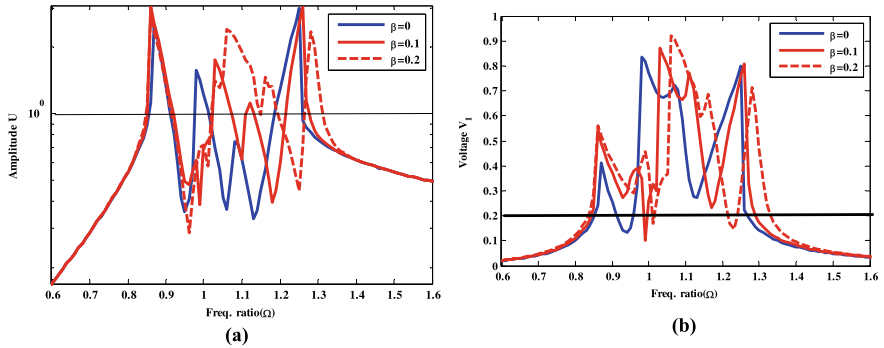 Amplitude U
10
0
β=0
β=0.1
β=0.2
0.6 0.7 0.8 0.9 1 1.1 1.2 1.3 1.4 1.5 1.6
Freq. ratio(Ω)
(a)
Voltage V1
1
0.9
0.8
0.7
0.6
0.5
0.4
0.3
0.2
0.1
0
β=0
β=0.1
β=0.2
0.6 0.7 0.8 0.9 1 1.1 1.2 1.3 1.4 1.5 1.6
Freq. ratio(Ω)
(b)